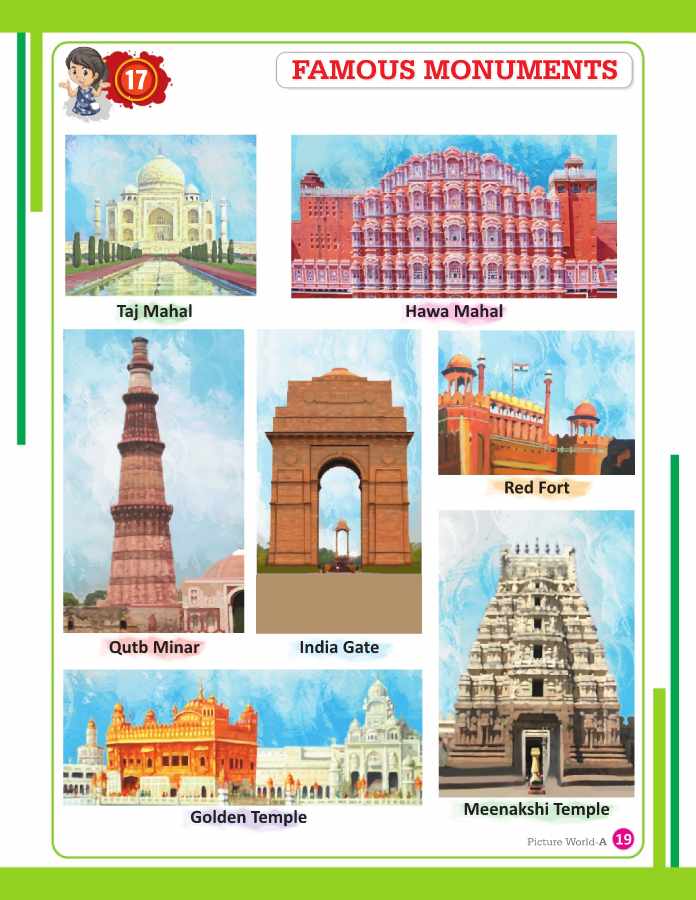 17
FAMOUS MONUMENTS
Taj Mahal
Hawa Mahal
Red Fort
Qutb Minar
India Gate
Golden Temple
Meenakshi Temple
Picture World-A 19